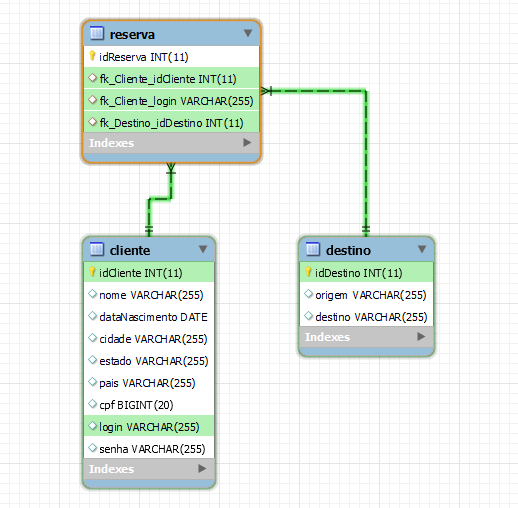 reserva
idReserva INT(11)
fk_Cliente_idCliente INT(11)
fk_Cliente_login VARCHAR(255)
fk_Destino_idDestino INT(11)
Indexes
cliente
idCliente INT(11)
nome VARCHAR(255)
dataNascimento DATE
cidade VARCHAR(255)
estado VARCHAR(255)
pais VARCHAR(255)
cpf BIGINT(20)
login VARCHAR(255)
senha VARCHAR(255)
Indexes
destino
idDestino INT(11)
origem VARCHAR(255)
destino VARCHAR(255)
Indexes